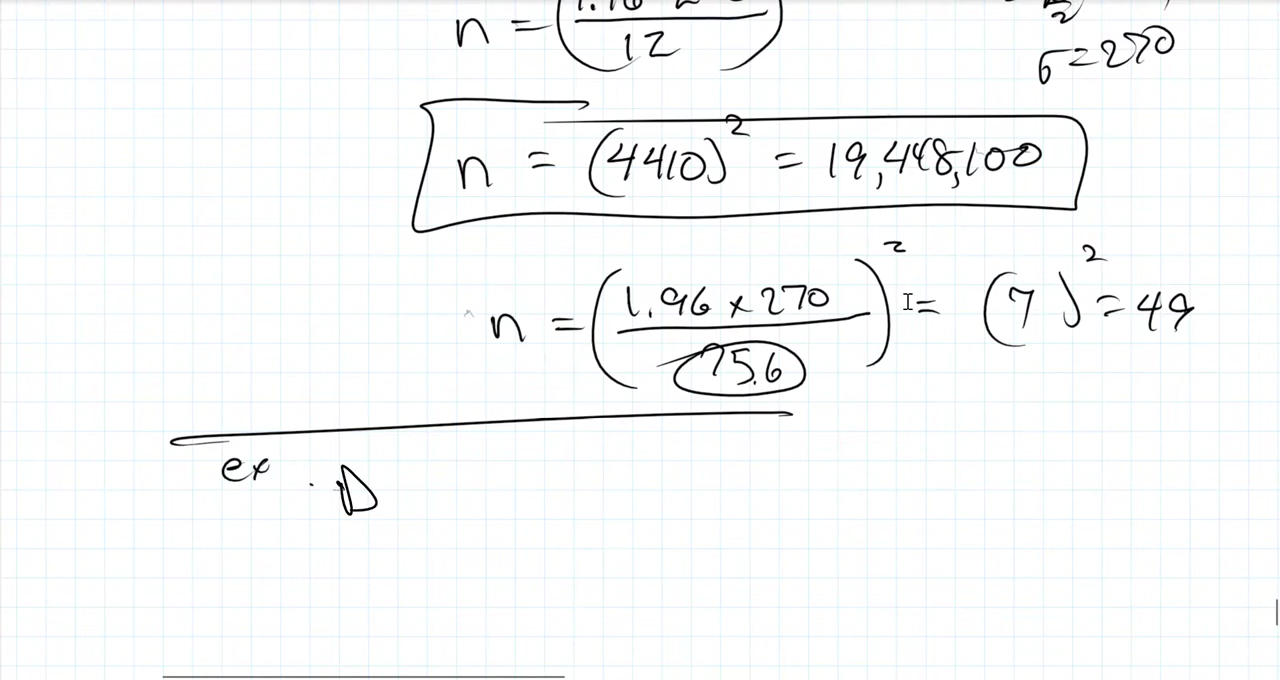 n = ( / 12 )
σ=270
n = (4410)² = 19,448,100
n = (1.96 x 270 / 75.6)² = (7)² = 49
ex . D